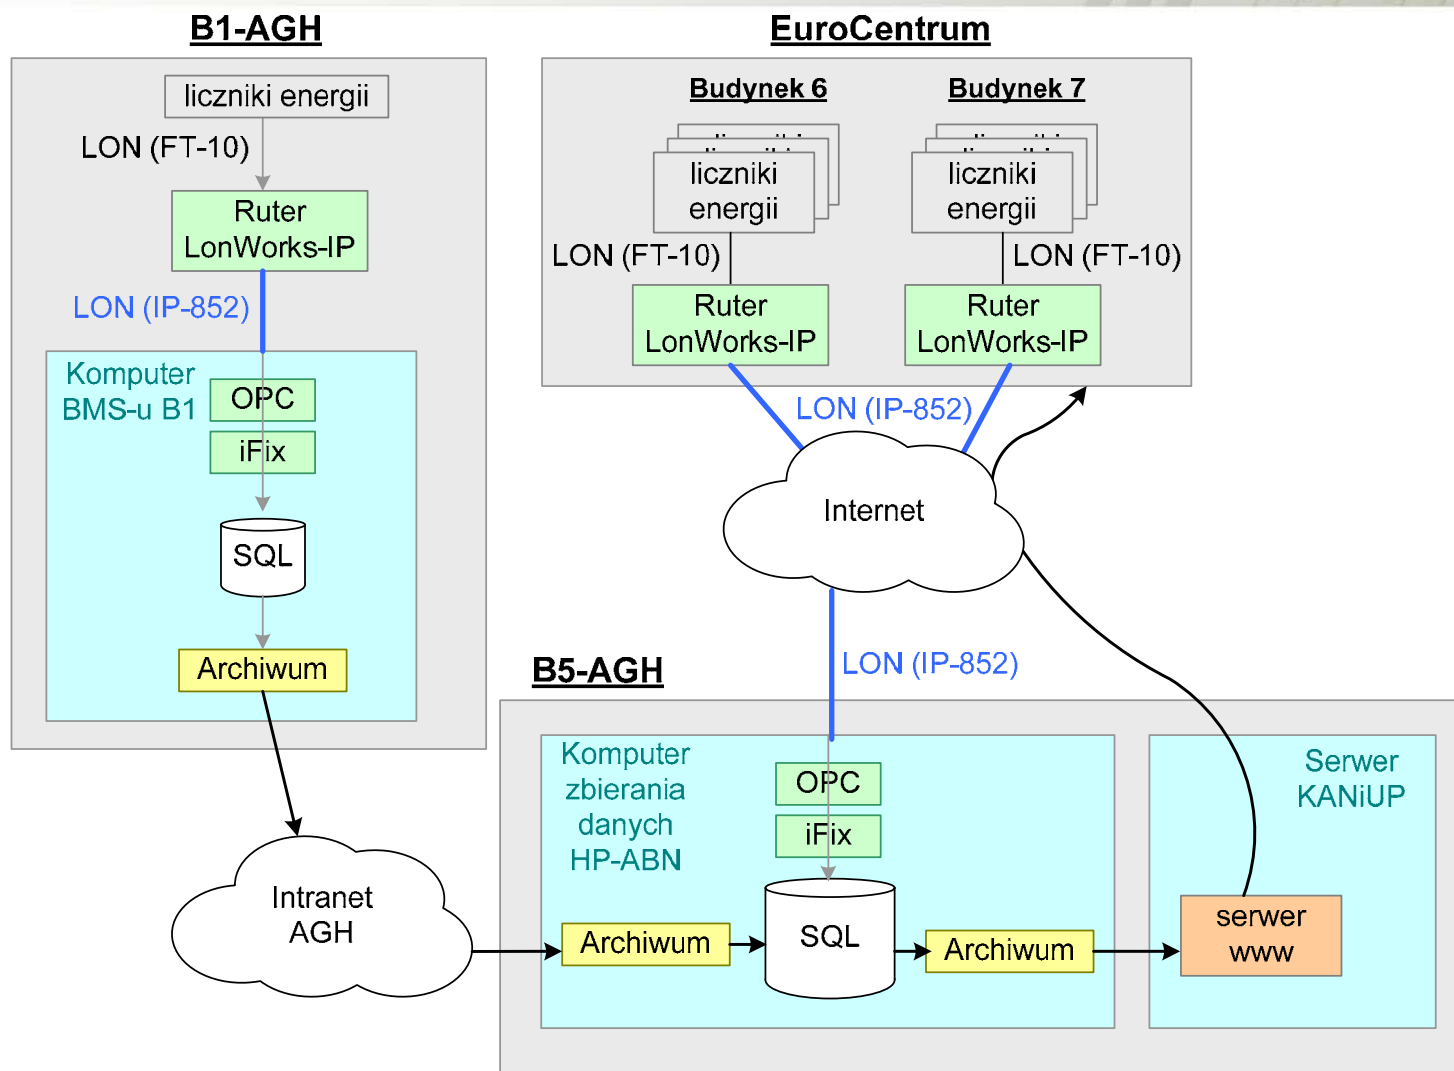 B1-AGH
liczniki energii
LON (FT-10)
Ruter
LonWorks-IP
LON (IP-852)
Komputer
BMS-u B1
OPC
iFix
SQL
Archiwum
Intranet
AGH
EuroCentrum
Budynek 6
liczniki
energii
LON (FT-10)
Ruter
LonWorks-IP
Budynek 7
liczniki
energii
LON (FT-10)
Ruter
LonWorks-IP
LON (IP-852)
Internet
LON (IP-852)
B5-AGH
Komputer
zbierania
danych
HP-ABN
OPC
iFix
Archiwum
SQL
Archiwum
Serwer
KANiUP
serwer
www